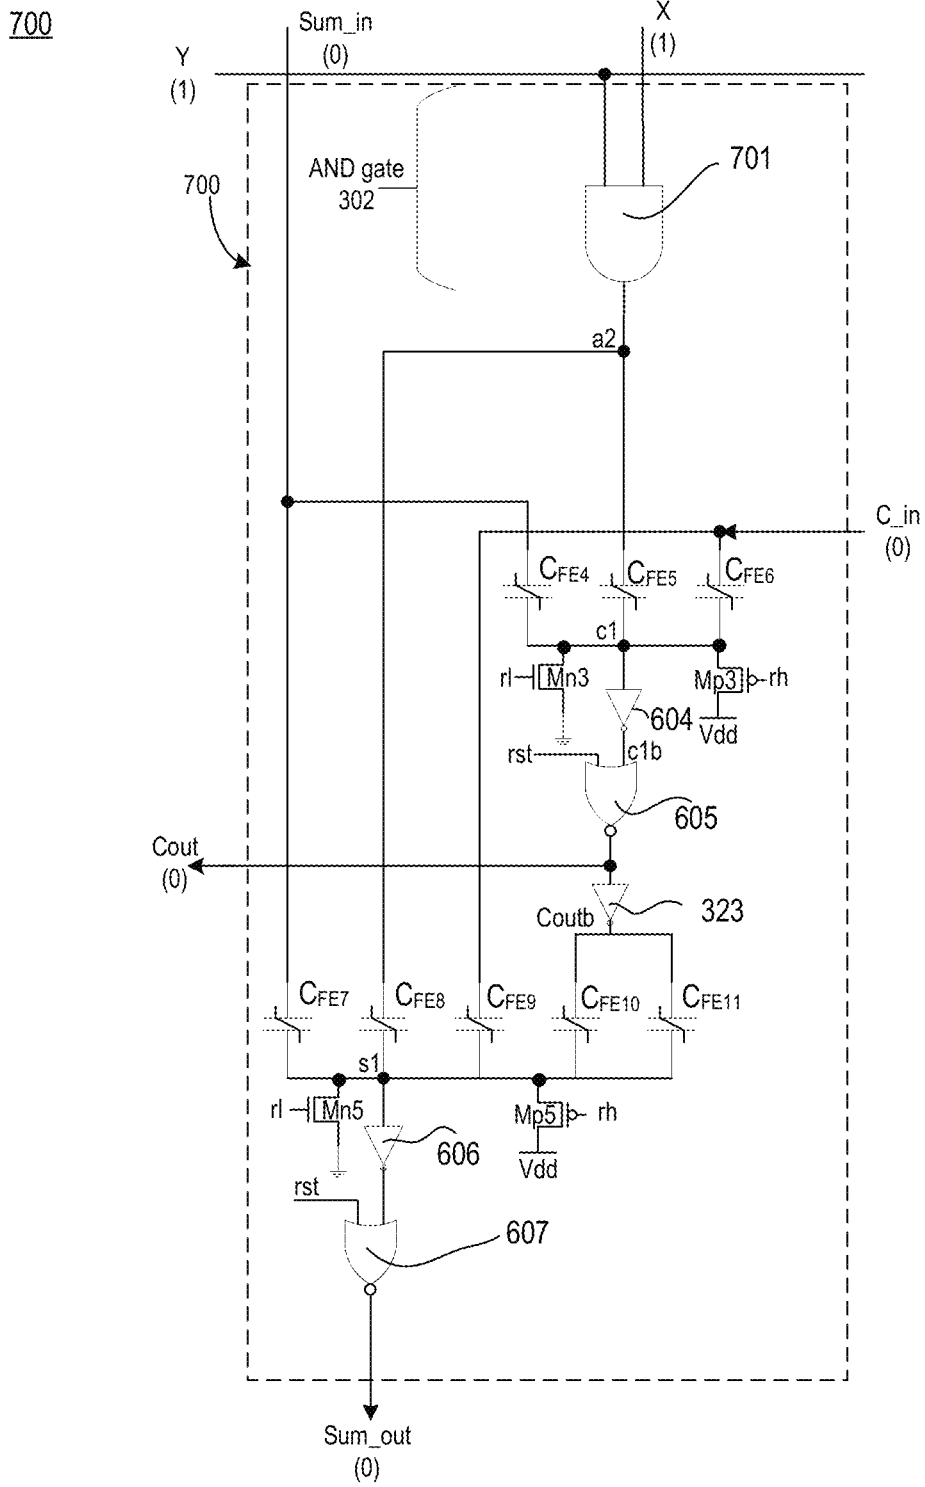 700
Sum_in
(0)
X
(1)
Y
(1)
701
AND gate
302
700
a2
C_in
(0)
CFE4
CFE5
CFE6
c1
rl
Mn3
Mp3
rh
604
Vdd
rst
c1b
605
Cout
(0)
323
Coutb
CFE7
CFE8
CFE9
CFE10
CFE11
s1
rl
Mn5
Mp5
rh
606
Vdd
rst
607
Sum_out
(0)